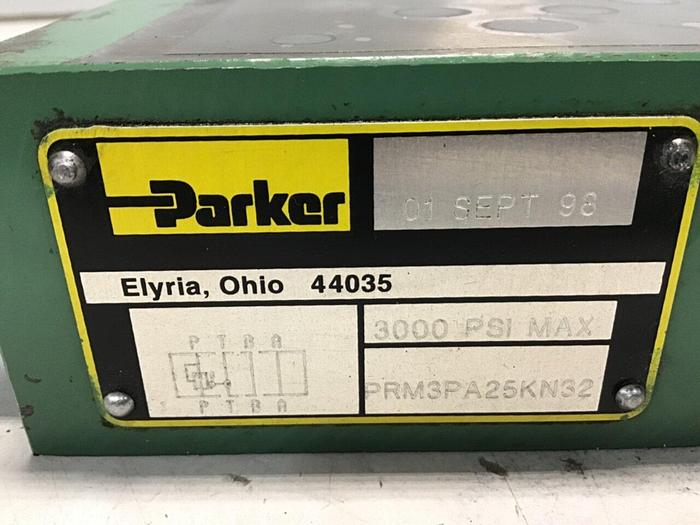 Parker
01 SEPT 98
Elyria, Ohio 44035
P T B A
P T B A
3000 PSI MAX
PRM3PA25KN32